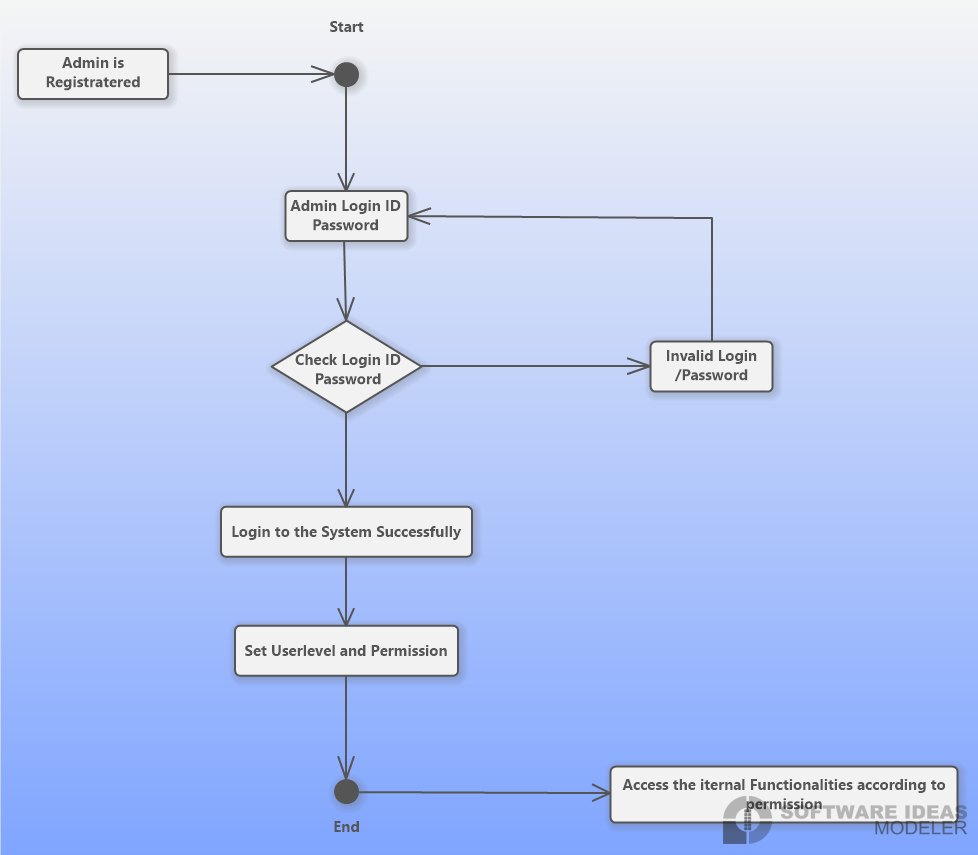 Start
Admin is
Registratered
Admin Login ID
Password
Check Login ID
Password
Invalid Login
/Password
Login to the System Successfully
Set Userlevel and Permission
End
Access the iternal Functionalities according to
permission
SOFTWARE IDEAS
MODELER